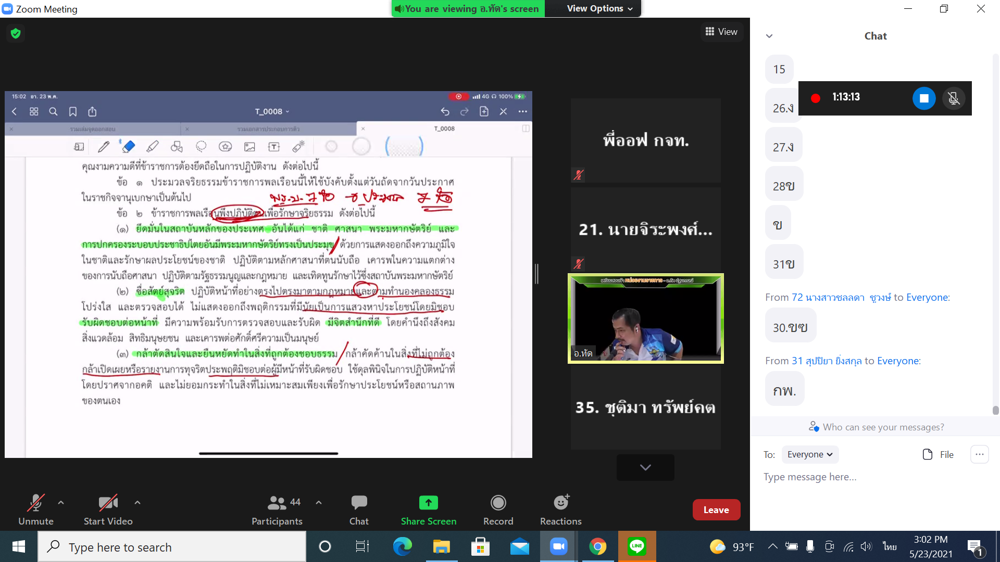 Zoom Meeting
You are viewing อ.ทัด's screen
View Options
View
15:02 อา. 23 พ.ค.
4G 100%
T_0008
รวมเล่มจุดออกสอบ
รวมเอกสารประกอบการติว
T_0008
คุณงามความดีที่ข้าราชการต้องยึดถือในการปฏิบัติงาน ดังต่อไปนี้
ข้อ ๑ ประมวลจริยธรรมข้าราชการพลเรือนนี้ให้ใช้บังคับตั้งแต่วันถัดจากวันประกาศ
ในราชกิจจานุเบกษาเป็นต้นไป
พร.บ. 7 ข้อ ประมวล 7 ข้อ
ข้อ ๒ ข้าราชการพลเรือนพึงปฏิบัติตนเพื่อรักษาจริยธรรม ดังต่อไปนี้
(๑) ยึดมั่นในสถาบันหลักของประเทศ อันได้แก่ ชาติ ศาสนา พระมหากษัตริย์ และ
การปกครองระบอบประชาธิปไตยอันมีพระมหากษัตริย์ทรงเป็นประมุข ด้วยการแสดงออกถึงความภูมิใจ
ในชาติและรักษาผลประโยชน์ของชาติ ปฏิบัติตามหลักศาสนาที่ตนนับถือ เคารพในความแตกต่าง
ของการนับถือศาสนา ปฏิบัติตามรัฐธรรมนูญและกฎหมาย และเทิดทูนรักษาไว้ซึ่งสถาบันพระมหากษัตริย์
(๒) ซื่อสัตย์สุจริต ปฏิบัติหน้าที่อย่างตรงไปตรงมาตามกฎหมายและตามทำนองคลองธรรม
โปร่งใส และตรวจสอบได้ ไม่แสดงออกถึงพฤติกรรมที่มีนัยเป็นการแสวงหาประโยชน์โดยมิชอบ
รับผิดชอบต่อหน้าที่ มีความพร้อมรับการตรวจสอบและรับผิด มีจิตสำนึกที่ดี โดยคำนึงถึงสังคม
สิ่งแวดล้อม สิทธิมนุษยชน และเคารพต่อศักดิ์ศรีความเป็นมนุษย์
(๓) กล้าตัดสินใจและยืนหยัดทำในสิ่งที่ถูกต้องชอบธรรม กล้าคัดค้านในสิ่งที่ไม่ถูกต้อง
กล้าเปิดเผยหรือรายงานการทุจริตประพฤติมิชอบต่อผู้มีหน้าที่รับผิดชอบ ใช้ดุลพินิจในการปฏิบัติหน้าที่
โดยปราศจากอคติ และไม่ยอมกระทำในสิ่งที่ไม่เหมาะสมเพียงเพื่อรักษาประโยชน์หรือสถานภาพ
ของตนเอง
พี่ออฟ กจท.
21. นายจิระพงศ์...
เตรียมสอบเข้า หน่วยงานราชการ - อ.ทัด ปฐมภรณ์
อ.ทัด
35. ชุติมา ทรัพย์คต
Chat
15
26.ง
1:13:13
27.ง
28ข
ข
31ข
From 72 นางสาวชลลดา ชูวงษ์ to Everyone:
30.ขฃ
From 31 สุปปิยา ยิ่งสกุล to Everyone:
กพ.
Who can see your messages?
To: Everyone File
Type message here...
Unmute Start Video Participants 44 Chat Share Screen Record Reactions Leave
Type here to search
LINE
93°F
ไทย
3:02 PM
5/23/2021
1